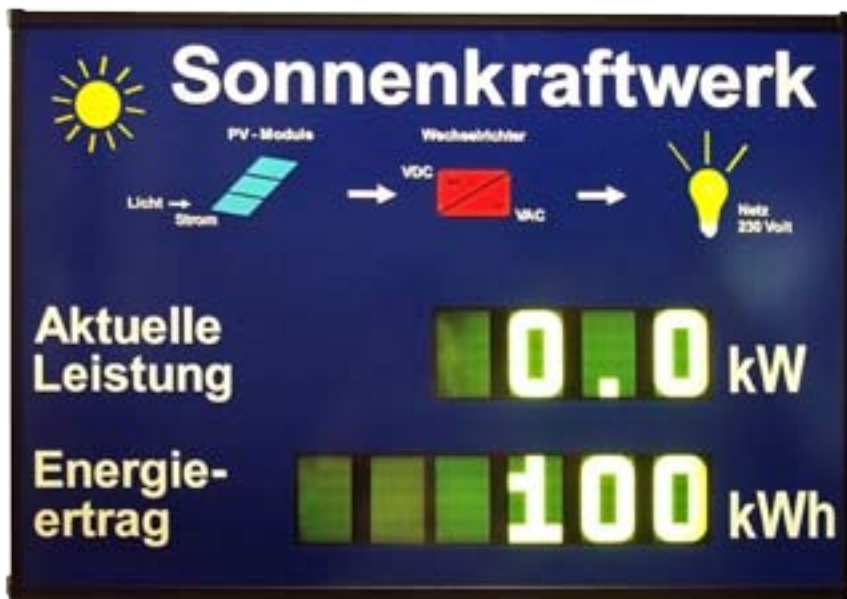 Sonnenkraftwerk
PV - Module
Wechselrichter
VDC
Licht →
Strom
VAC
Netz
230 Volt
Aktuelle
Leistung
0.0 kW
Energie-
ertrag
100 kWh